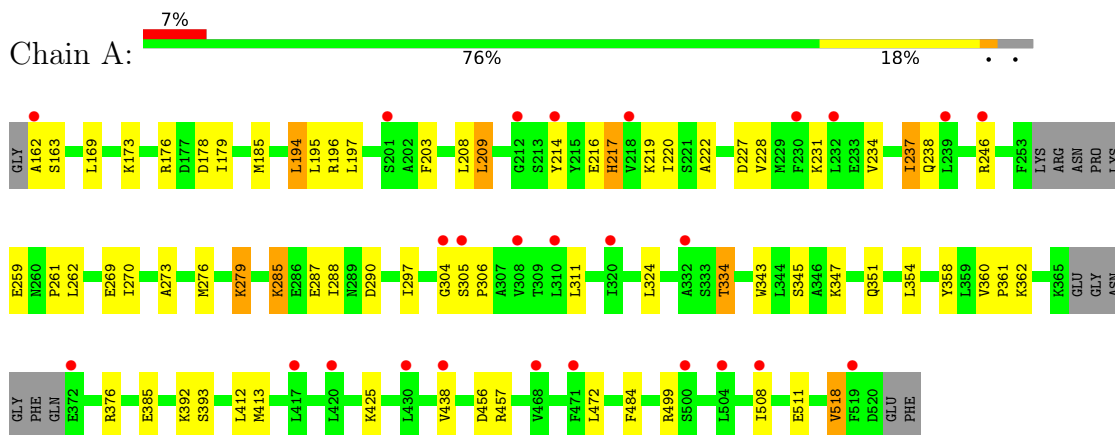 7%
Chain A:
76% 18% • •
GLY A162 S163 L169 K173 R176 D177 D178 I179 M185 L194 L195 R196 L197 S201 A202 F203 L208 L209 G212 S213 Y214 Y215 E216 H217 V218 K219 I220 S221 A222 D227 V228 M229 F230 K231 L232 E233 V234 I237 Q238 L239 R246 F253 LYS ARG ASN PRO LYS
E259 N260 P261 L262 E269 I270 A273 M276 K279 K285 E286 E287 I288 N289 D290 I297 G304 S305 P306 A307 V308 T309 L310 L311 I320 L324 A332 S333 T334 W343 L344 S345 A346 K347 Q351 L354 Y358 L359 V360 P361 K362 K365 GLU GLY ASN
GLY PHE GLN E372 R376 E385 K392 S393 L412 M413 L417 L420 K425 L430 V438 D456 R457 V468 F471 L472 F484 R499 S500 L504 I508 E511 V518 F519 D520 GLU PHE